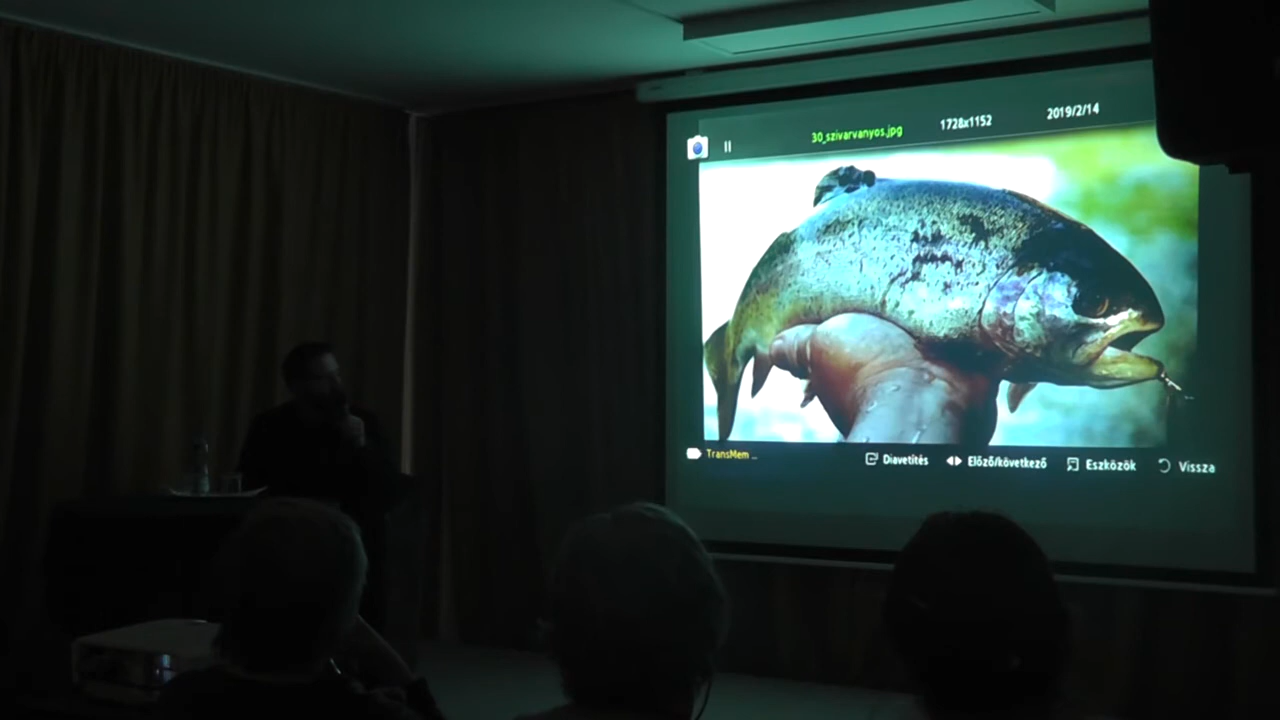 30_szivarvanyos.jpg 1728x1152 2019/2/14
TransMem ... Diavetítés Előző/következő Eszközök Vissza